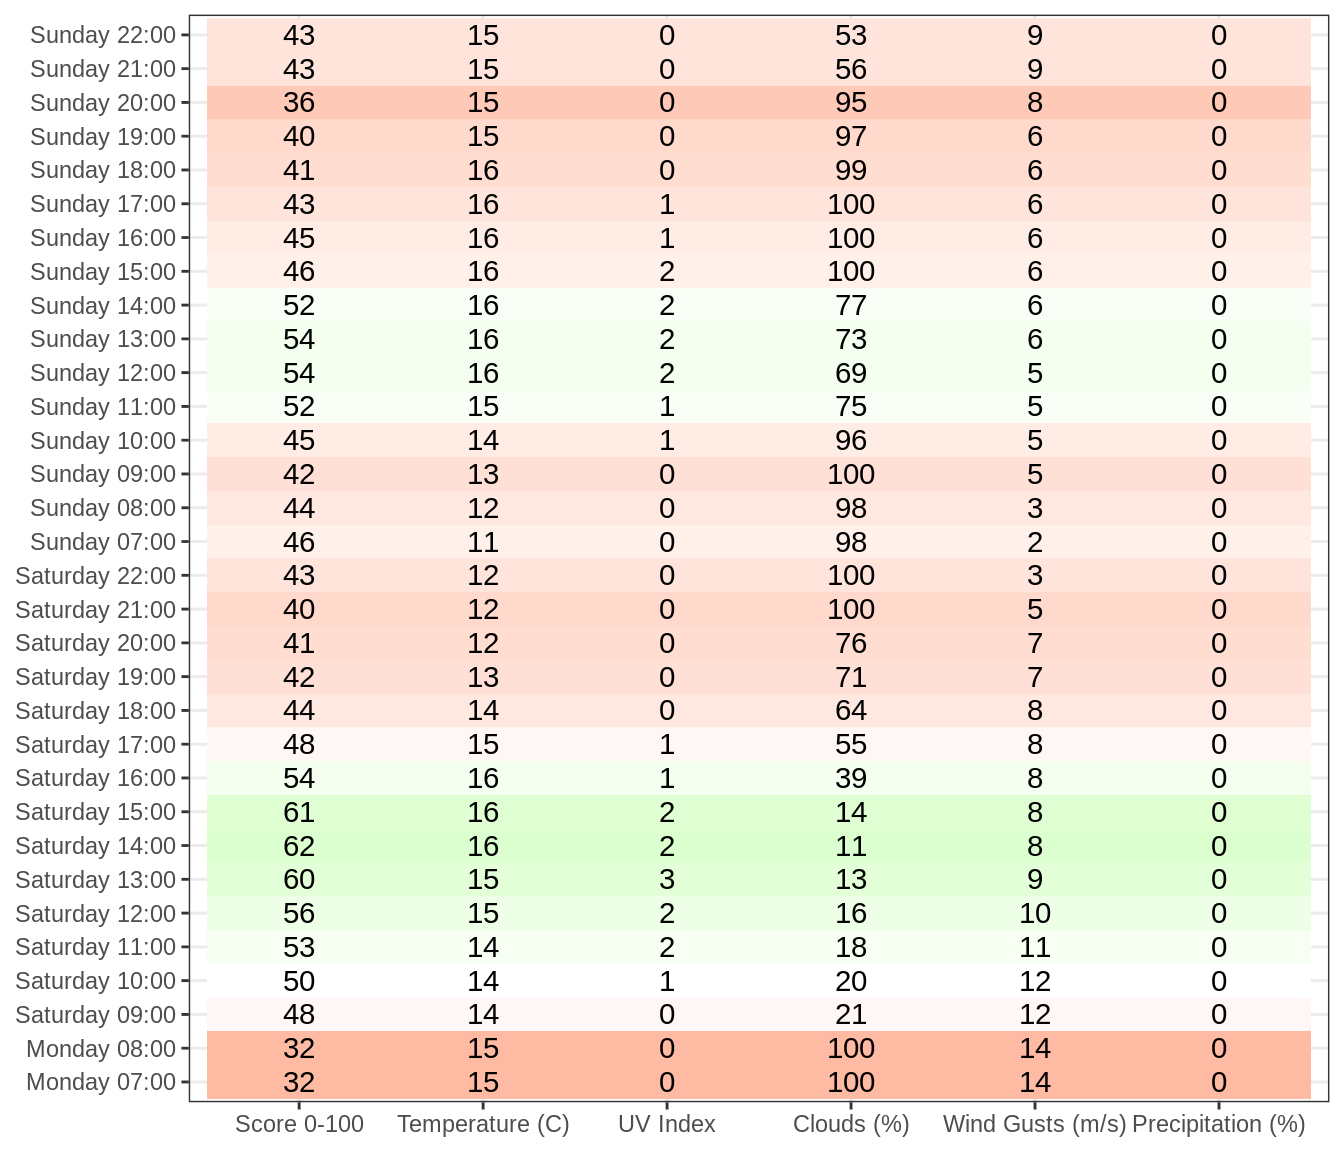 Sunday 22:00 43 15 0 53 9 0
Sunday 21:00 43 15 0 56 9 0
Sunday 20:00 36 15 0 95 8 0
Sunday 19:00 40 15 0 97 6 0
Sunday 18:00 41 16 0 99 6 0
Sunday 17:00 43 16 1 100 6 0
Sunday 16:00 45 16 1 100 6 0
Sunday 15:00 46 16 2 100 6 0
Sunday 14:00 52 16 2 77 6 0
Sunday 13:00 54 16 2 73 6 0
Sunday 12:00 54 16 2 69 5 0
Sunday 11:00 52 15 1 75 5 0
Sunday 10:00 45 14 1 96 5 0
Sunday 09:00 42 13 0 100 5 0
Sunday 08:00 44 12 0 98 3 0
Sunday 07:00 46 11 0 98 2 0
Saturday 22:00 43 12 0 100 3 0
Saturday 21:00 40 12 0 100 5 0
Saturday 20:00 41 12 0 76 7 0
Saturday 19:00 42 13 0 71 7 0
Saturday 18:00 44 14 0 64 8 0
Saturday 17:00 48 15 1 55 8 0
Saturday 16:00 54 16 1 39 8 0
Saturday 15:00 61 16 2 14 8 0
Saturday 14:00 62 16 2 11 8 0
Saturday 13:00 60 15 3 13 9 0
Saturday 12:00 56 15 2 16 10 0
Saturday 11:00 53 14 2 18 11 0
Saturday 10:00 50 14 1 20 12 0
Saturday 09:00 48 14 0 21 12 0
Monday 08:00 32 15 0 100 14 0
Monday 07:00 32 15 0 100 14 0
Score 0-100 Temperature (C) UV Index Clouds (%) Wind Gusts (m/s) Precipitation (%)